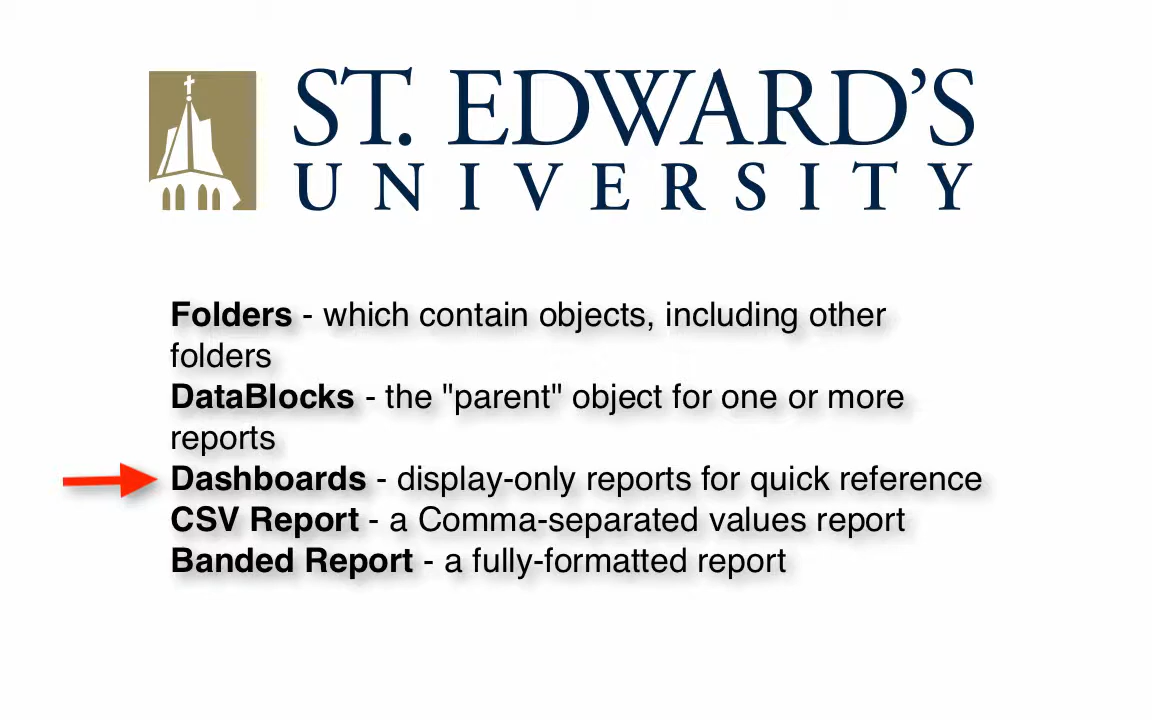 ST. EDWARD'S
UNIVERSITY
Folders - which contain objects, including other
folders
DataBlocks - the "parent" object for one or more
reports
Dashboards - display-only reports for quick reference
CSV Report - a Comma-separated values report
Banded Report - a fully-formatted report